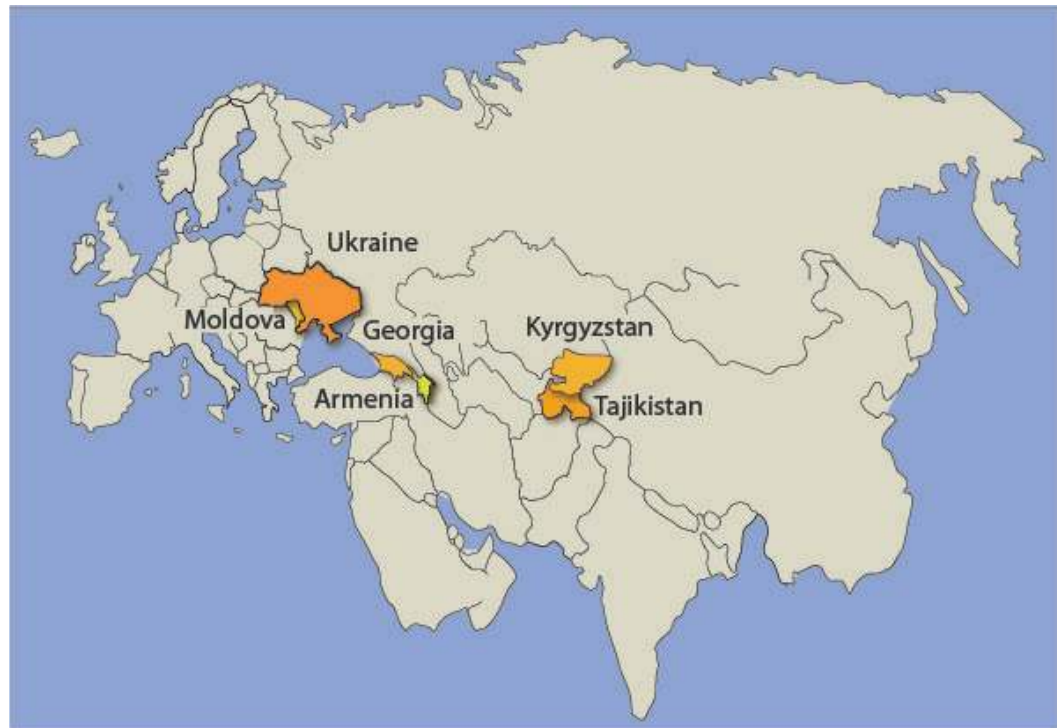 Ukraine
Moldova
Georgia
Kyrgyzstan
Armenia
Tajikistan